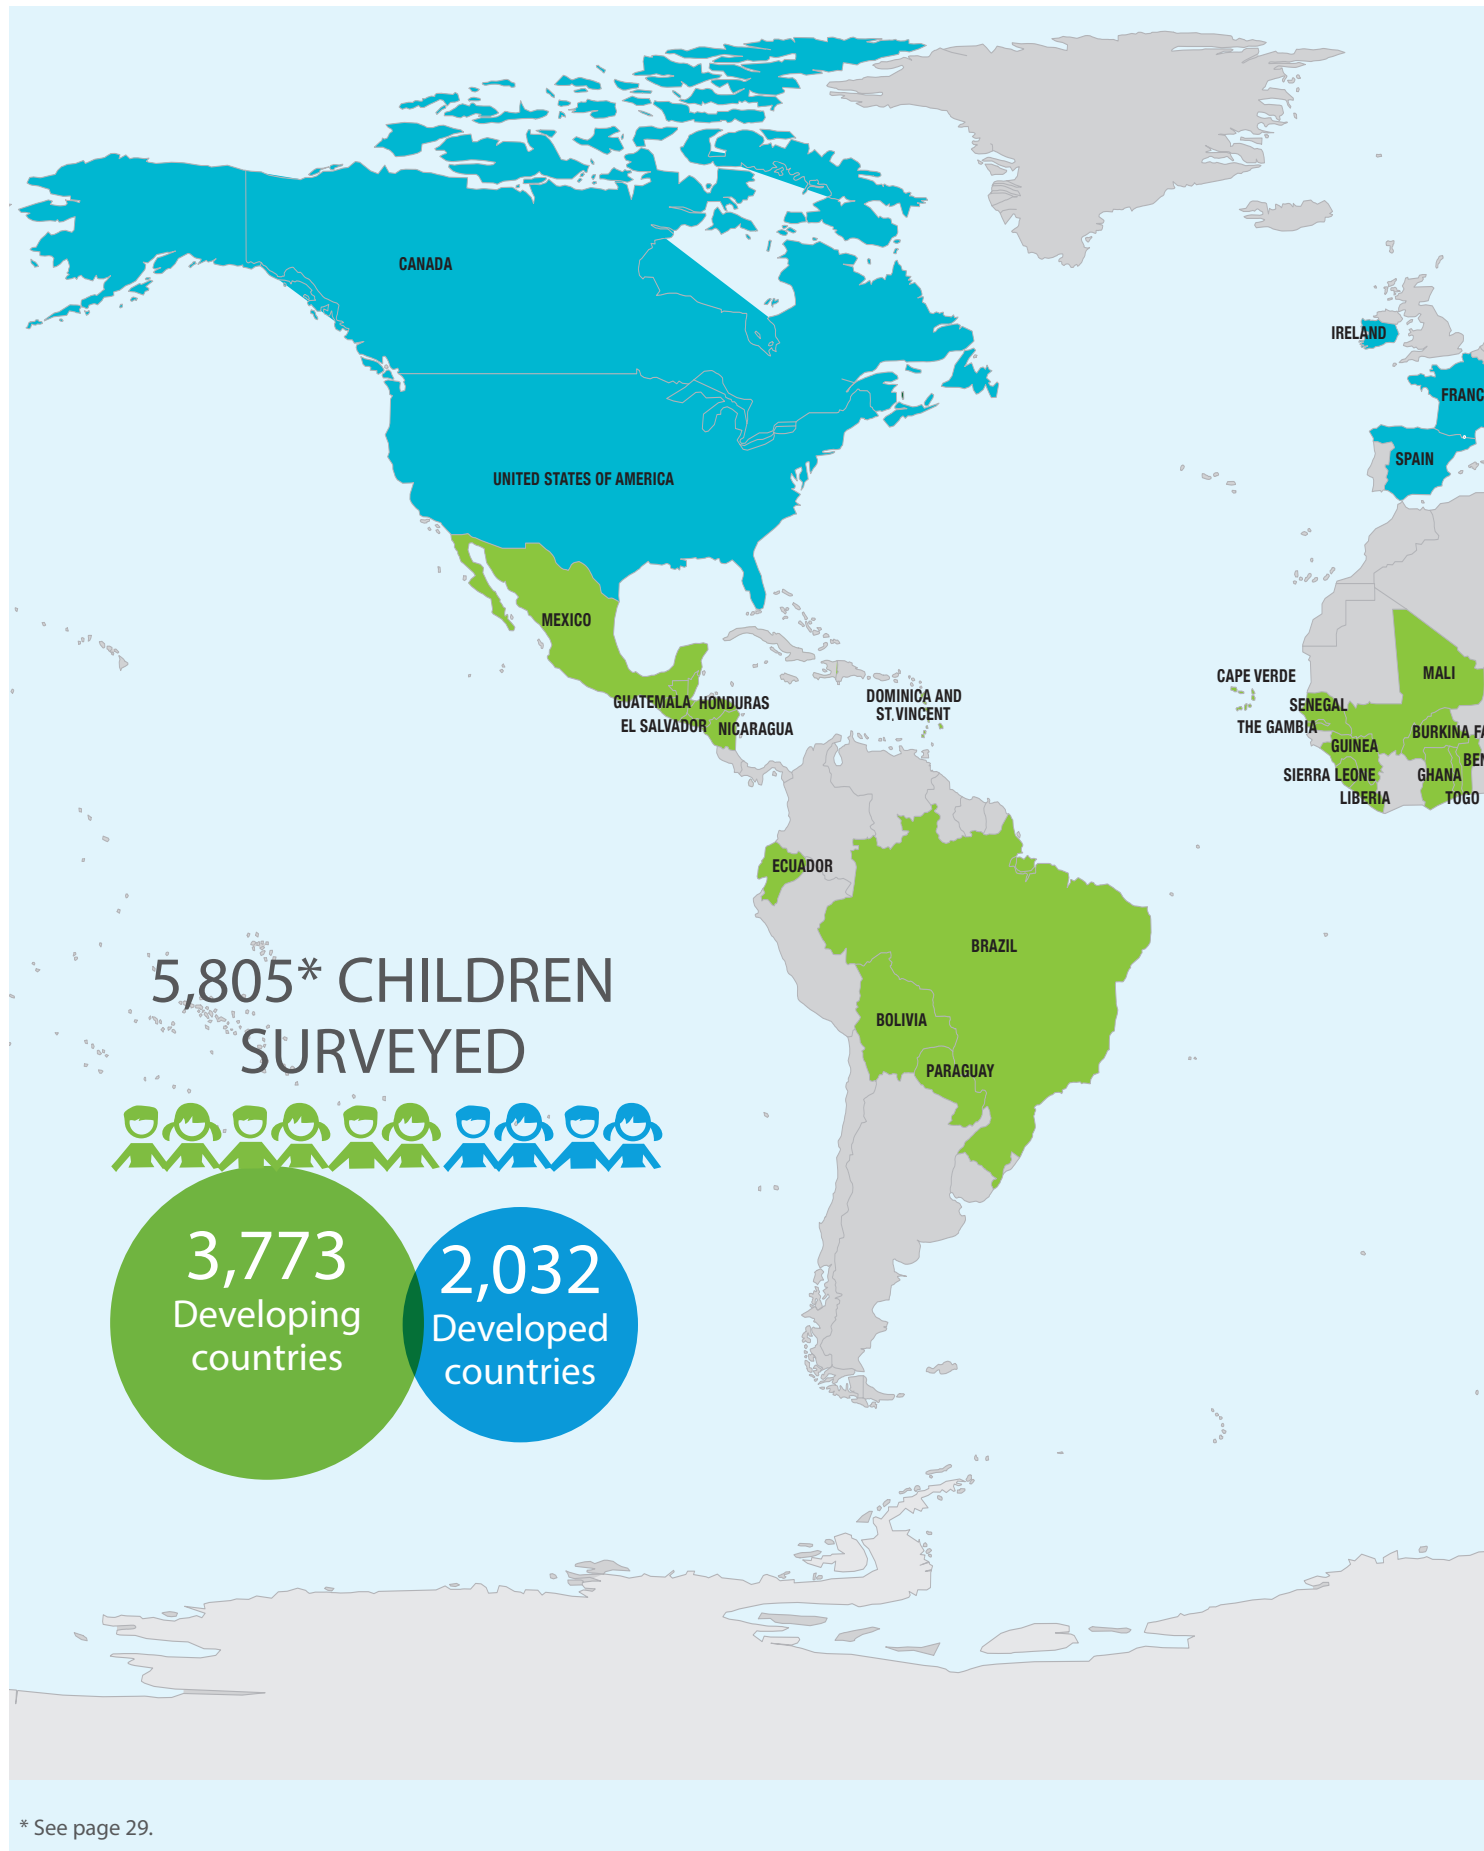 CANADA
IRELAND
FRANC
SPAIN
UNITED STATES OF AMERICA
MEXICO
CAPE VERDE
MALI
GUATEMALA HONDURAS
DOMINICA AND
ST.VINCENT
SENEGAL
EL SALVADOR NICARAGUA
THE GAMBIA
BURKINA FA
GUINEA
BEN
SIERRA LEONE
GHANA
LIBERIA
TOGO
ECUADOR
BRAZIL
BOLIVIA
PARAGUAY
5,805* CHILDREN
SURVEYED
3,773
Developing
countries
2,032
Developed
countries
* See page 29.